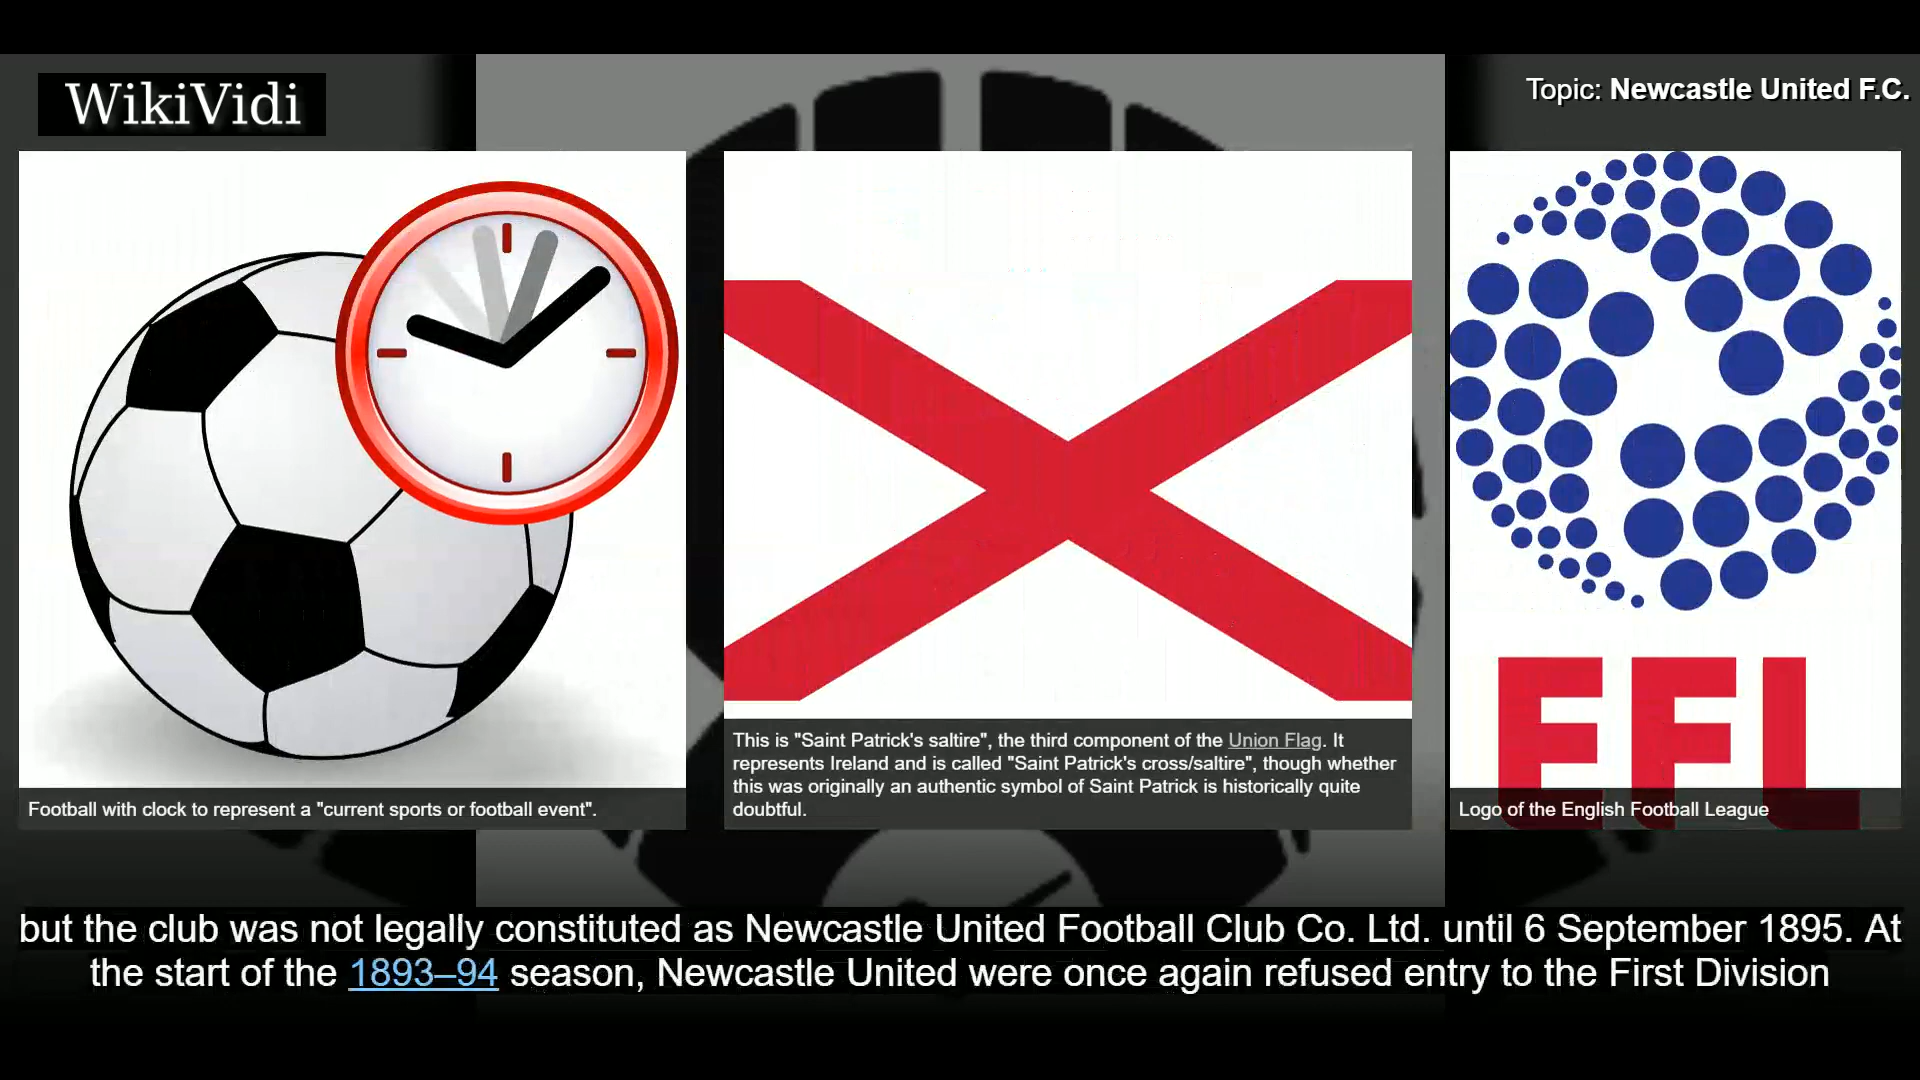 WikiVidi
Topic: Newcastle United F.C.
Football with clock to represent a "current sports or football event".
This is "Saint Patrick's saltire", the third component of the Union Flag. It
represents Ireland and is called "Saint Patrick's cross/saltire", though whether
this was originally an authentic symbol of Saint Patrick is historically quite
doubtful.
EFL
Logo of the English Football League
but the club was not legally constituted as Newcastle United Football Club Co. Ltd. until 6 September 1895. At
the start of the 1893–94 season, Newcastle United were once again refused entry to the First Division